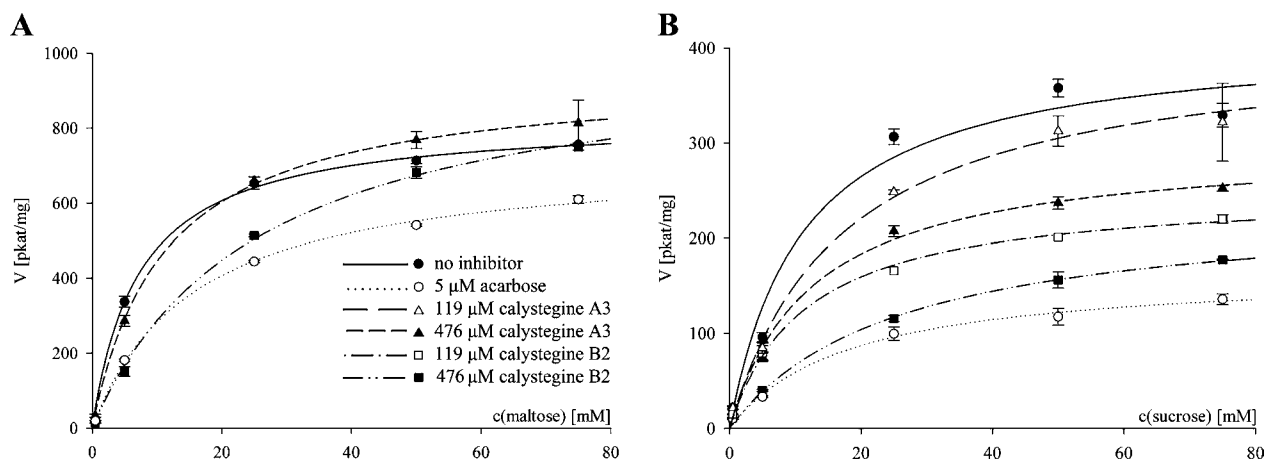 A
B
1000
800
600
400
200
0
V [pkat/mg]
no inhibitor
5 µM acarbose
119 µM calystegine A3
476 µM calystegine A3
119 µM calystegine B2
476 µM calystegine B2
c(maltose) [mM]
0 20 40 60 80
400
300
200
100
0
V [pkat/mg]
c(sucrose) [mM]
0 20 40 60 80